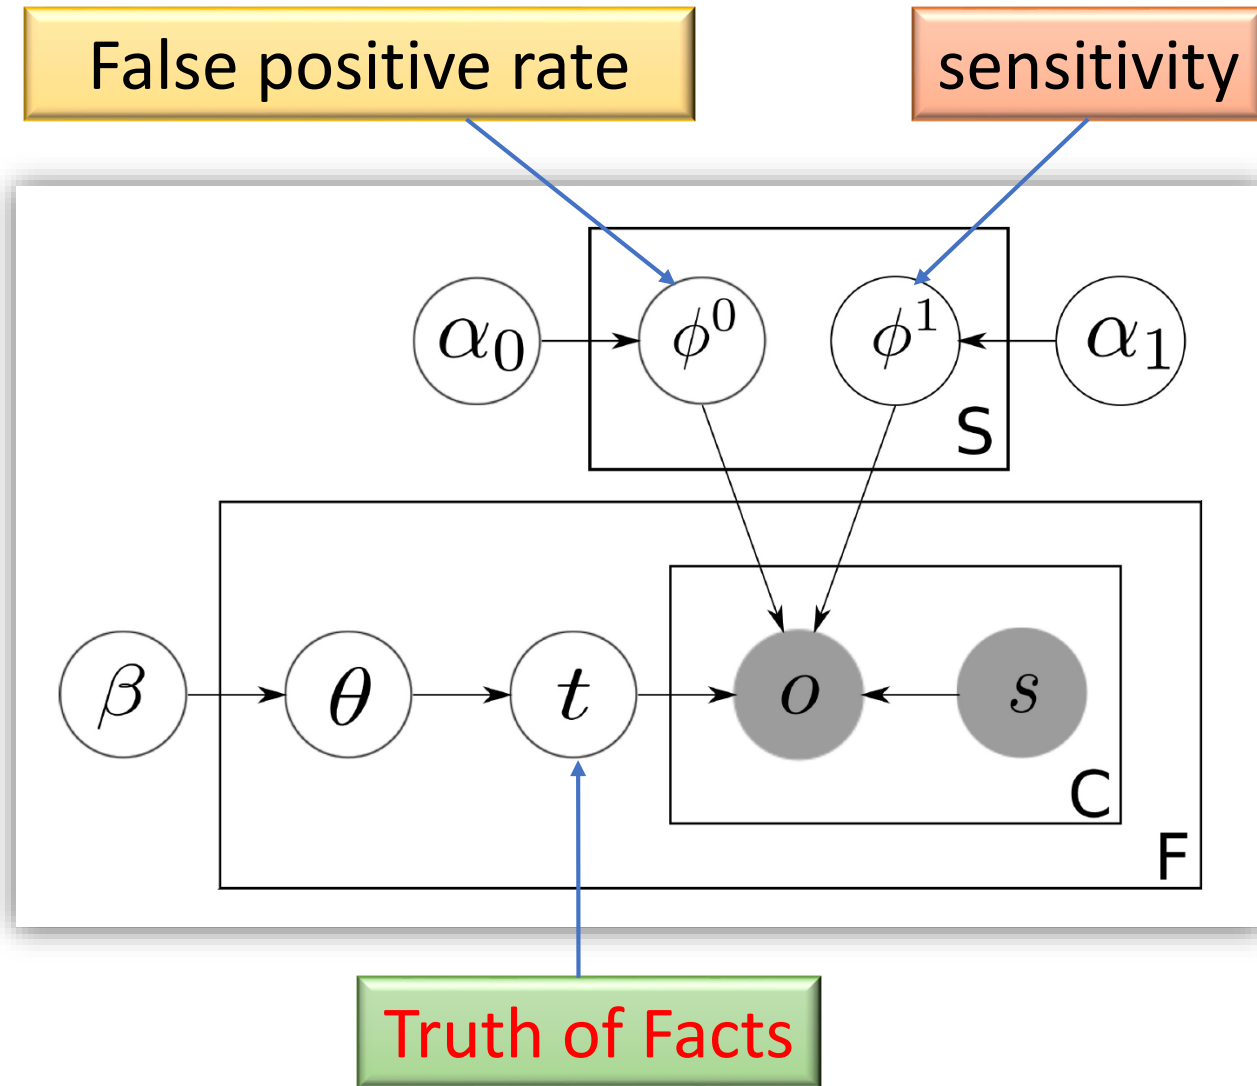 False positive rate
sensitivity
α₀
ϕ⁰
ϕ¹
α₁
S
β
θ
t
o
s
C
F
Truth of Facts